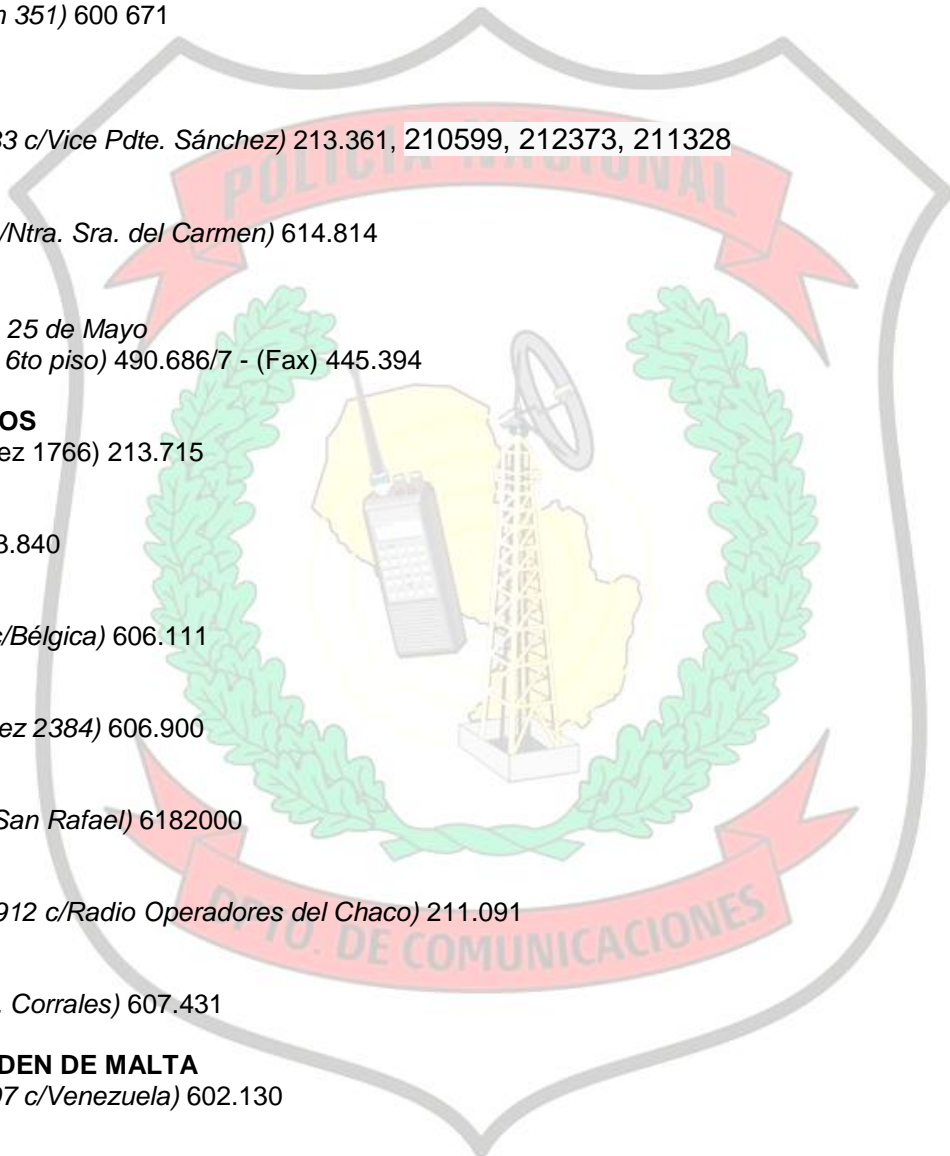 n 351) 600 671
33 c/Vice Pdte. Sánchez) 213.361, 210599, 212373, 211328
POLICIA NACIONAL
c/Ntra. Sra. del Carmen) 614.814
25 de Mayo
6to piso) 490.686/7 - (Fax) 445.394
OS
ez 1766) 213.715
3.840
c/Bélgica) 606.111
ez 2384) 606.900
San Rafael) 6182000
912 c/Radio Operadores del Chaco) 211.091
DPTO. DE COMUNICACIONES
. Corrales) 607.431
DEN DE MALTA
97 c/Venezuela) 602.130